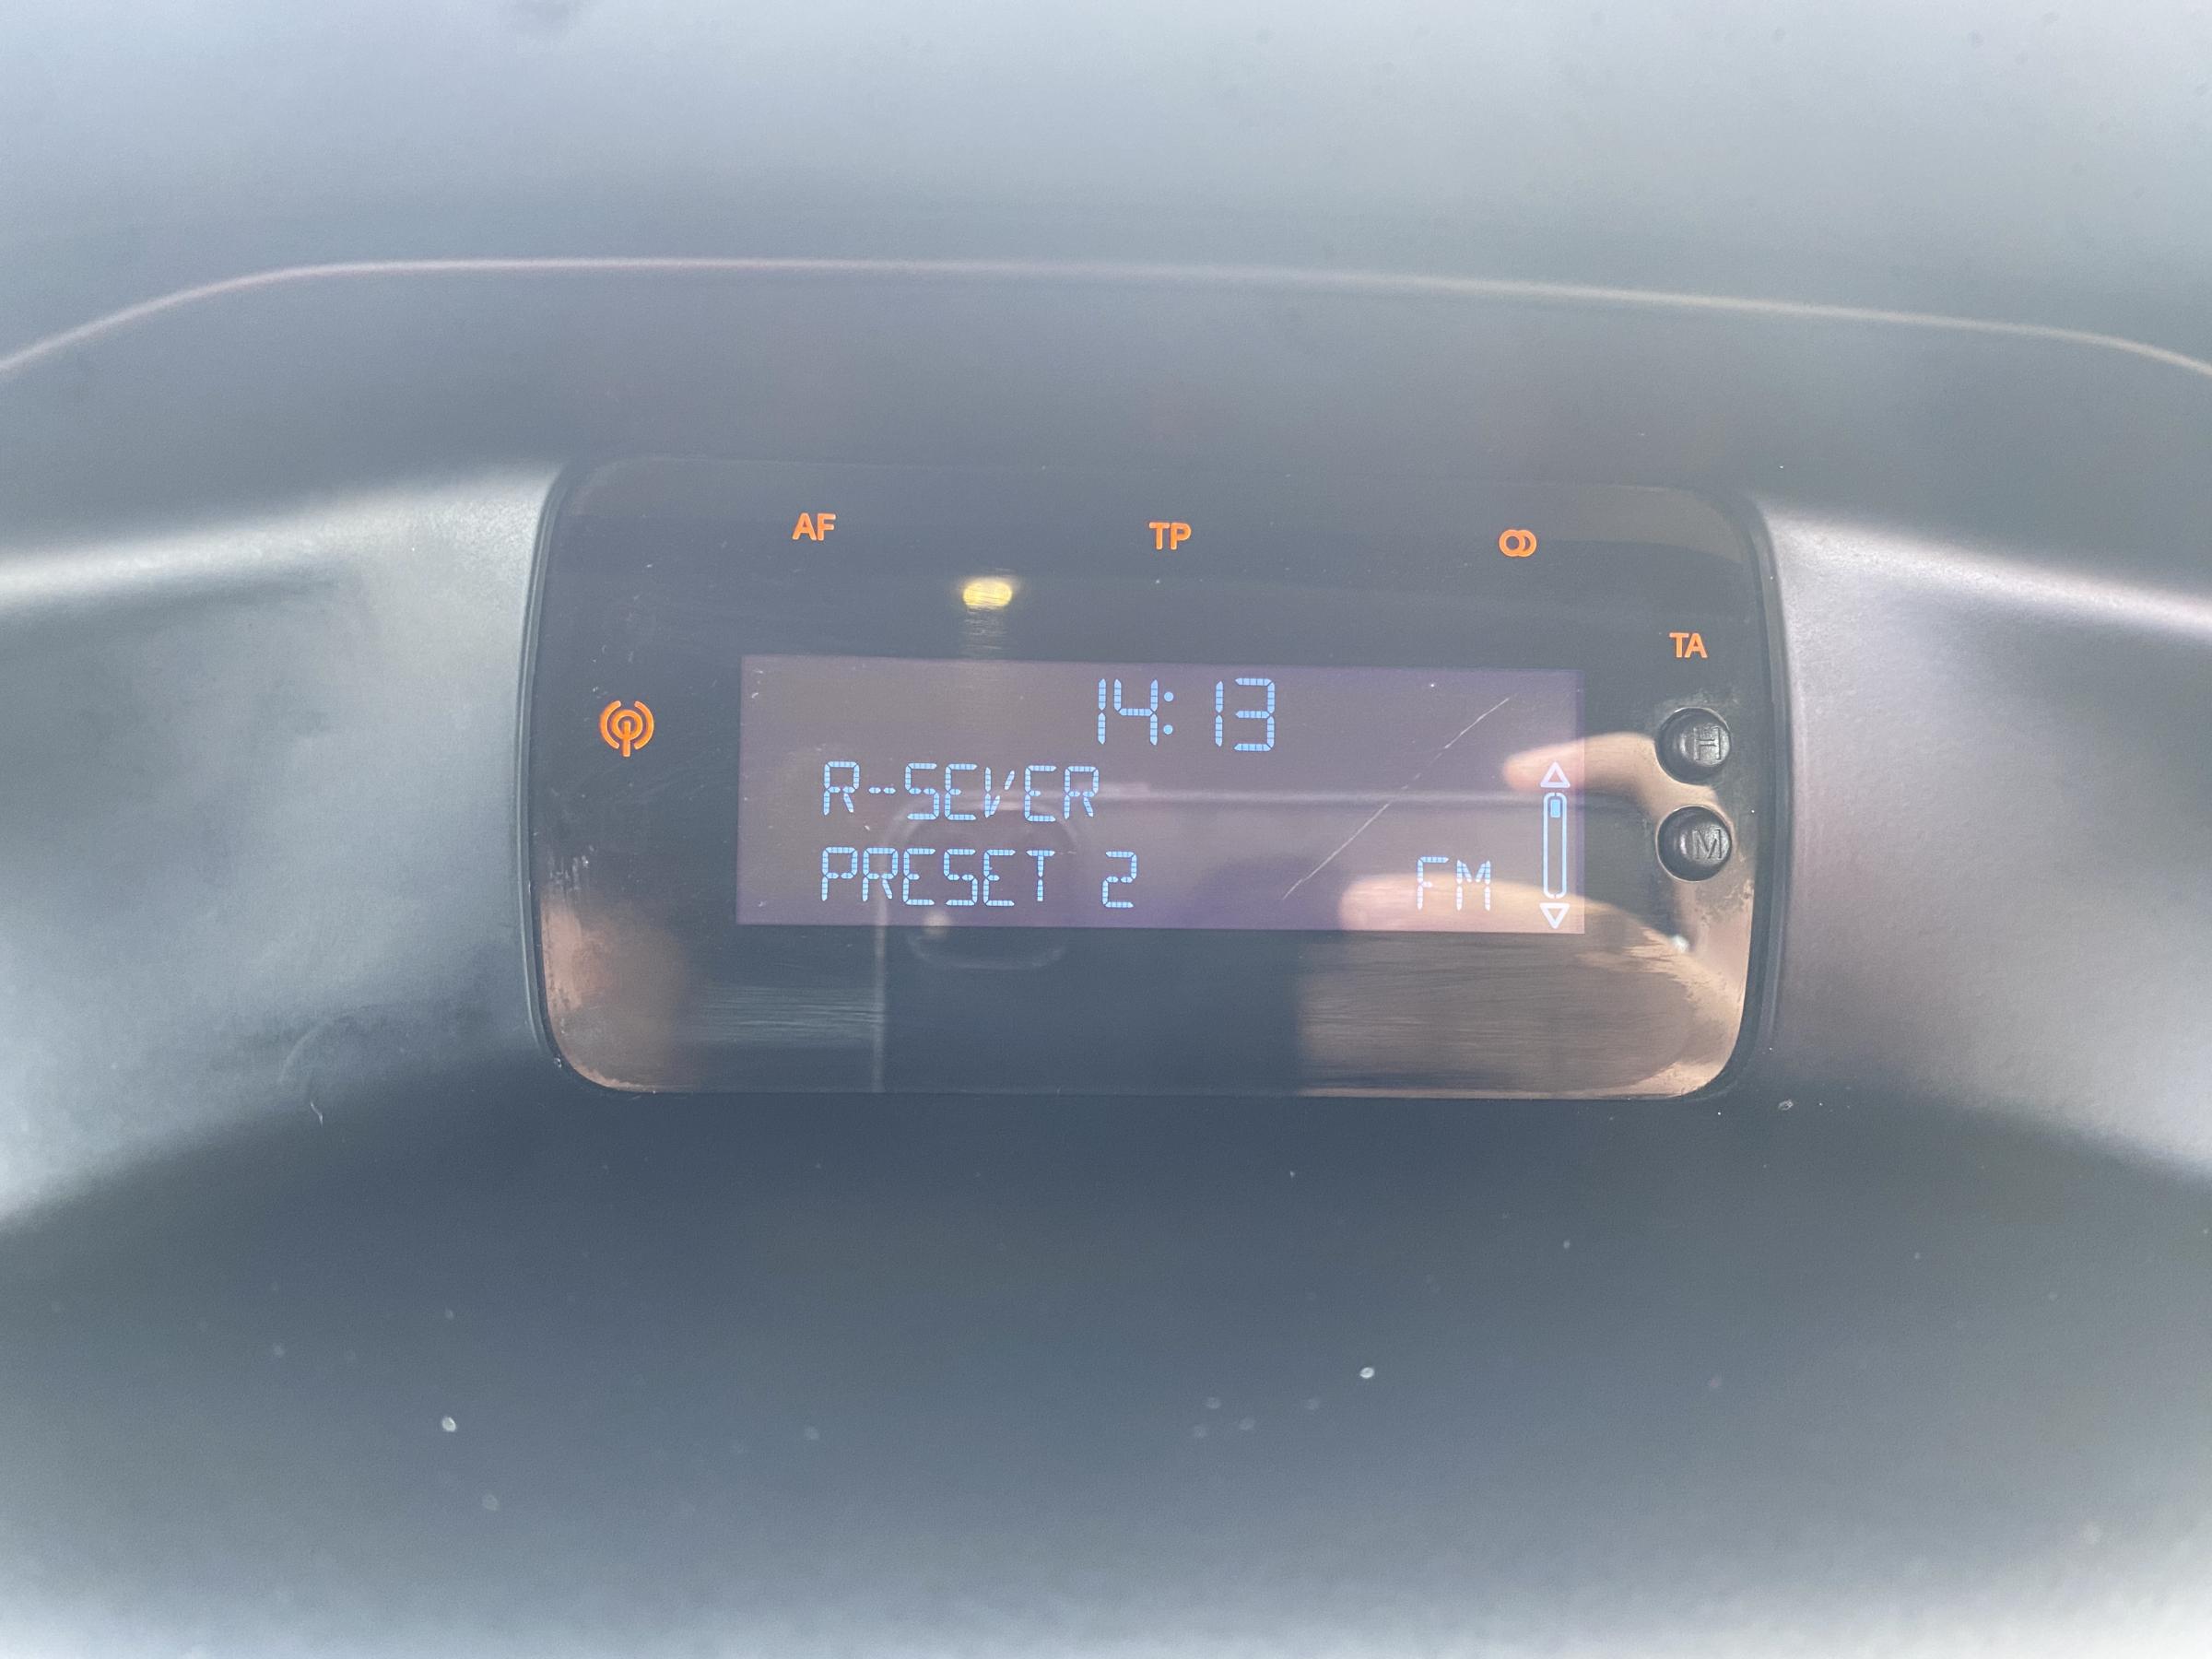 AF TP
TA
14:13
H
R-SEVER
M
PRESET 2 FM